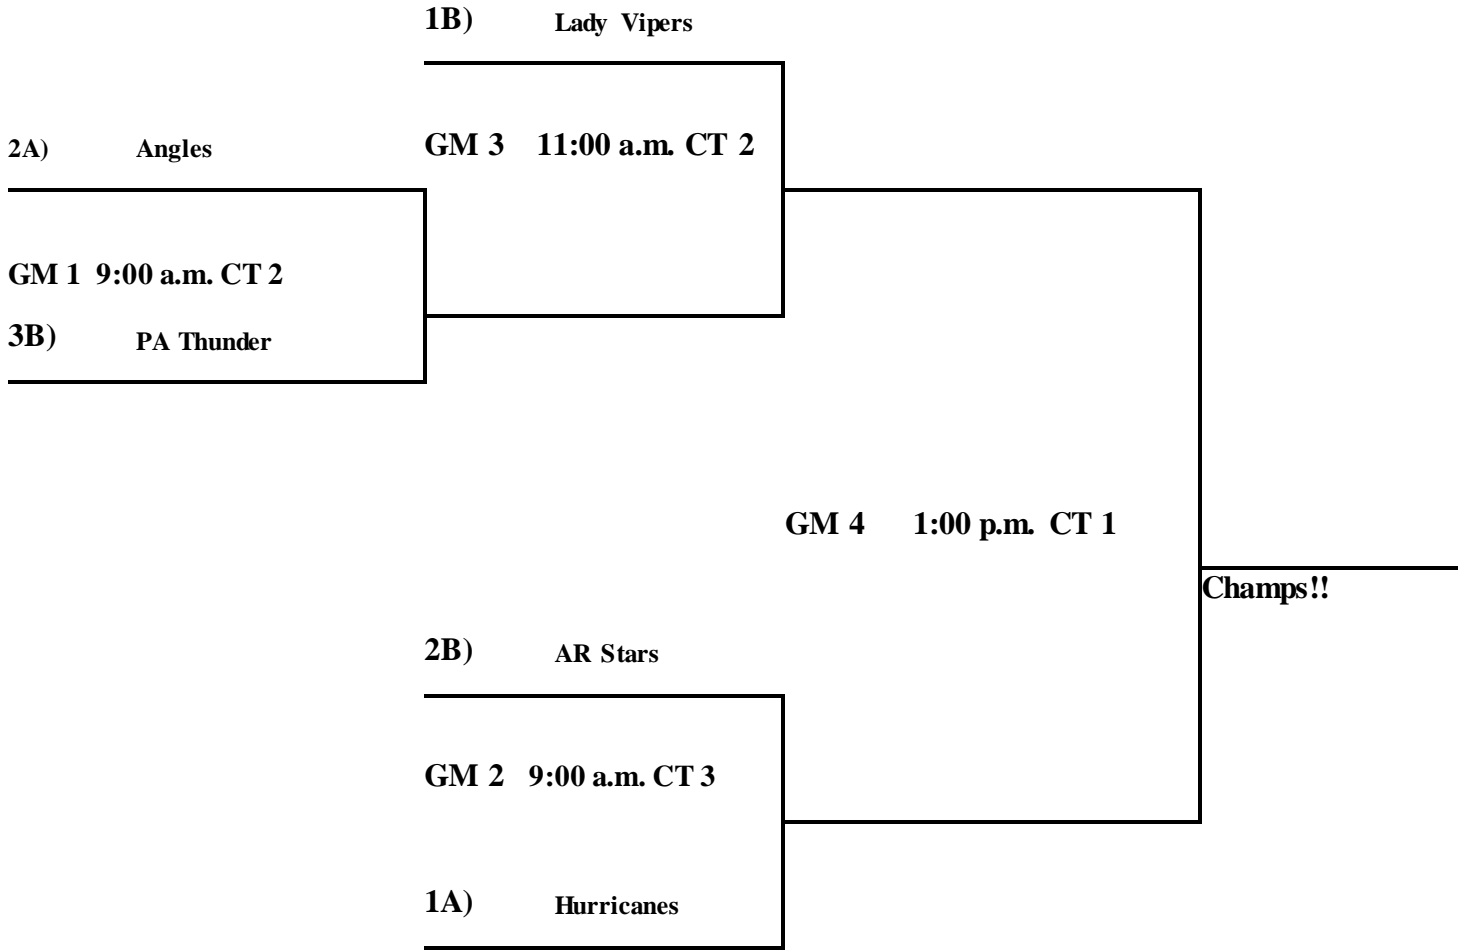 1B) Lady Vipers
2A) Angles
GM 3 11:00 a.m. CT 2
GM 1 9:00 a.m. CT 2
3B) PA Thunder
GM 4 1:00 p.m. CT 1
Champs!!
2B) AR Stars
GM 2 9:00 a.m. CT 3
1A) Hurricanes